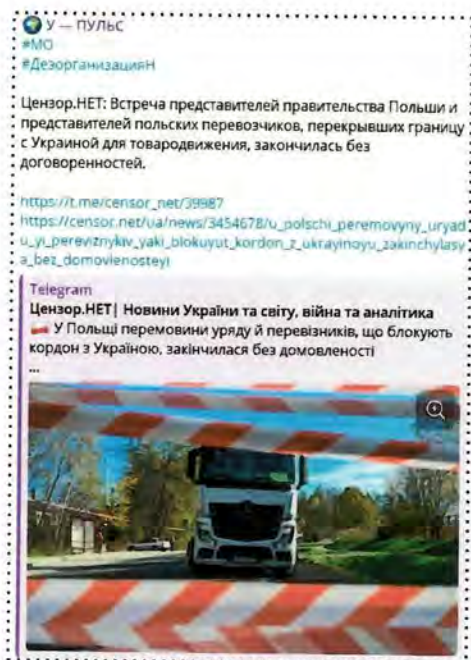 У — ПУЛЬС
#МО
#ДезорганизацияН
Цензор.НЕТ: Встреча представителей правительства Польши и
представителей польских перевозчиков, перекрывших границу
с Украиной для товародвижения, закончилась без
договоренностей.
https://t.me/censor_net/39987
https://censor.net/ua/news/3454678/u_polschi_peremovyny_uryad
u_yi_pereviznykiv_yaki_blokuyut_kordon_z_ukrayinoyu_zakinchylasy
a_bez_domovlenosteyi
Telegram
Цензор.НЕТ| Новини України та світу, війна та аналітика
У Польщі перемовини уряду й перевізників, що блокують
кордон з Україною, закінчилася без домовленості
...